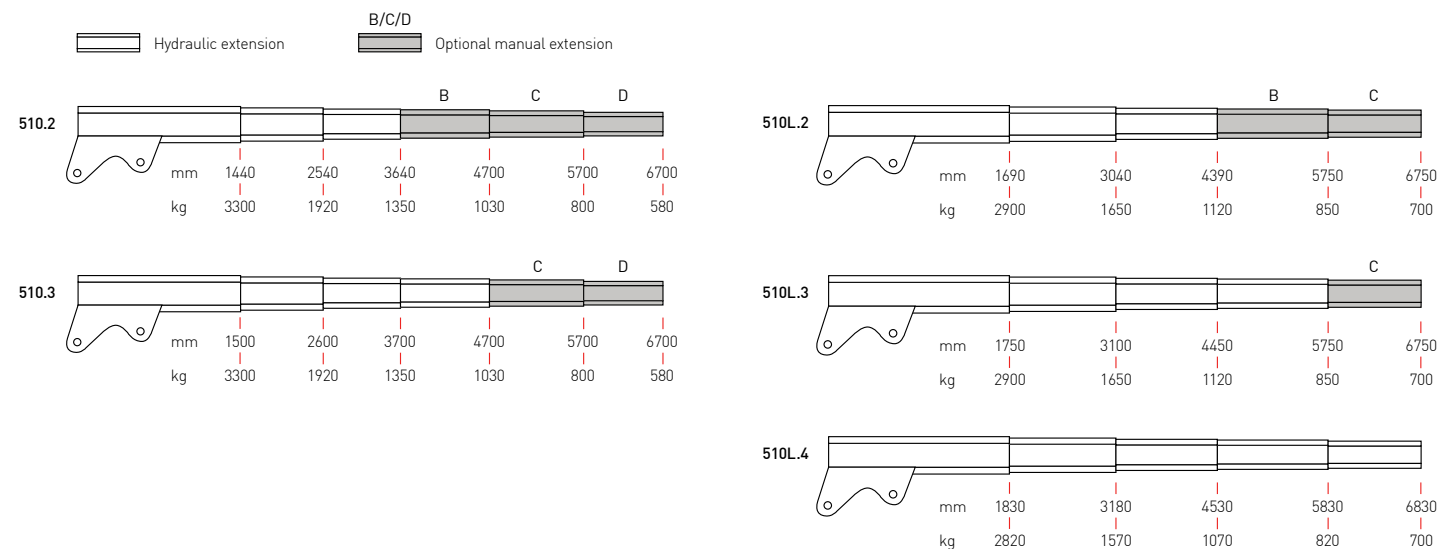 B/C/D
Hydraulic extension
Optional manual extension
510.2
B C D
mm 1440 2540 3640 4700 5700 6700
kg 3300 1920 1350 1030 800 580
510.3
C D
mm 1500 2600 3700 4700 5700 6700
kg 3300 1920 1350 1030 800 580
510L.2
B C
mm 1690 3040 4390 5750 6750
kg 2900 1650 1120 850 700
510L.3
C
mm 1750 3100 4450 5750 6750
kg 2900 1650 1120 850 700
510L.4
mm 1830 3180 4530 5830 6830
kg 2820 1570 1070 820 700